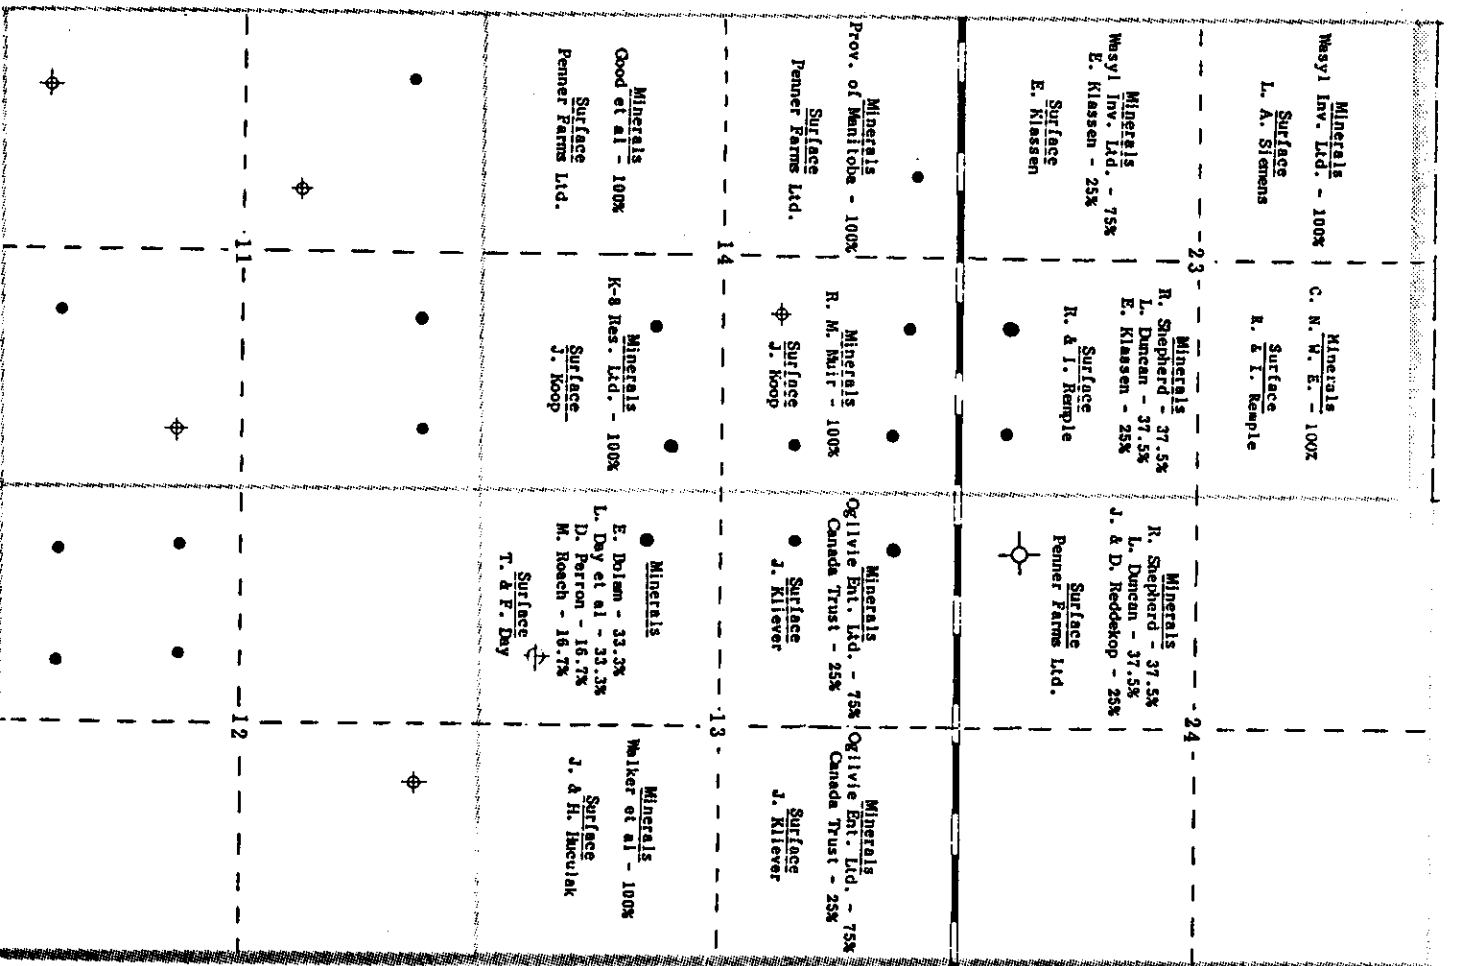 Minerals
Wasyl Inv. Ltd. - 100%
Surface
L. A. Siemens
Minerals
C. N. W. E. - 100%
Surface
R. & I. Remple
23
24
Minerals
Wasyl Inv. Ltd. - 75%
E. Klassen - 25%
Surface
E. Klassen
Minerals
R. Shepherd - 37.5%
L. Duncan - 37.5%
E. Klassen - 25%
Surface
R. & I. Remple
Minerals
R. Shepherd - 37.5%
L. Duncan - 37.5%
J. & D. Reddekop - 25%
Surface
Penner Farms Ltd.
Minerals
Prov. of Manitoba - 100%
Surface
Penner Farms Ltd.
Minerals
R. M. Muir - 100%
Surface
J. Koop
Minerals
Ogilvie Ent. Ltd. - 75%
Canada Trust - 25%
Surface
J. Kliever
Minerals
Ogilvie Ent. Ltd. - 75%
Canada Trust - 25%
Surface
J. Kliever
14
13
Minerals
Good et al - 100%
Surface
Penner Farms Ltd.
Minerals
K-8 Res. Ltd. - 100%
Surface
J. Koop
Minerals
E. Dolam - 33.3%
L. Day et al - 33.3%
D. Perron - 16.7%
M. Roach - 16.7%
Surface
T. & F. Day
Minerals
Walker et al - 100%
Surface
J. & H. Huculak
11
12